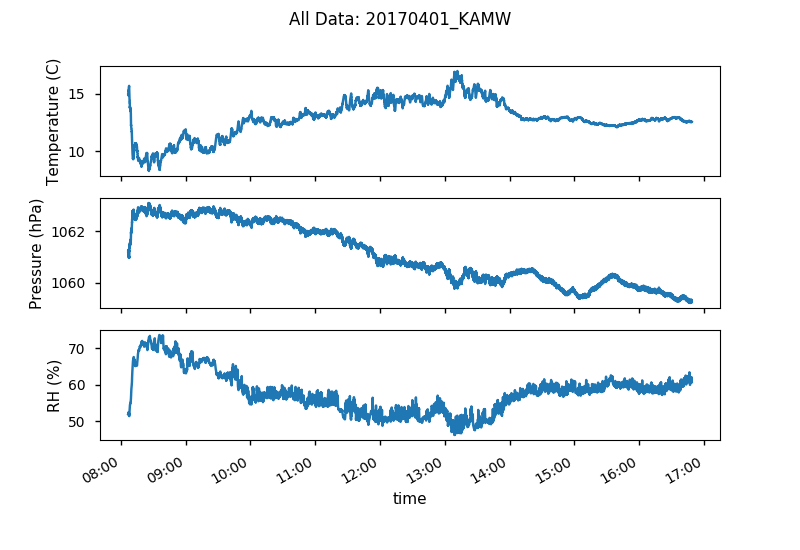 All Data: 20170401_KAMW
Temperature (C)
15
10
Pressure (hPa)
1062
1060
RH (%)
70
60
50
08:00 09:00 10:00 11:00 12:00 13:00 14:00 15:00 16:00 17:00
time